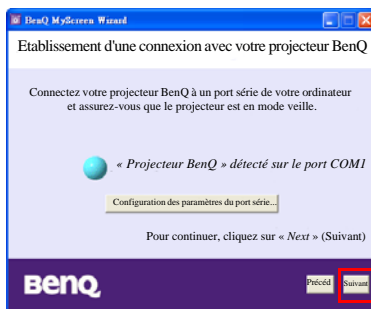 BenQ MyScreen Wizard
Etablissement d'une connexion avec votre projecteur BenQ
Connectez votre projecteur BenQ à un port série de votre ordinateur
et assurez-vous que le projecteur est en mode veille.
« Projecteur BenQ » détecté sur le port COM1
Configuration des paramètres du port série...
Pour continuer, cliquez sur « Next » (Suivant)
BenQ
Précéd
Suivant